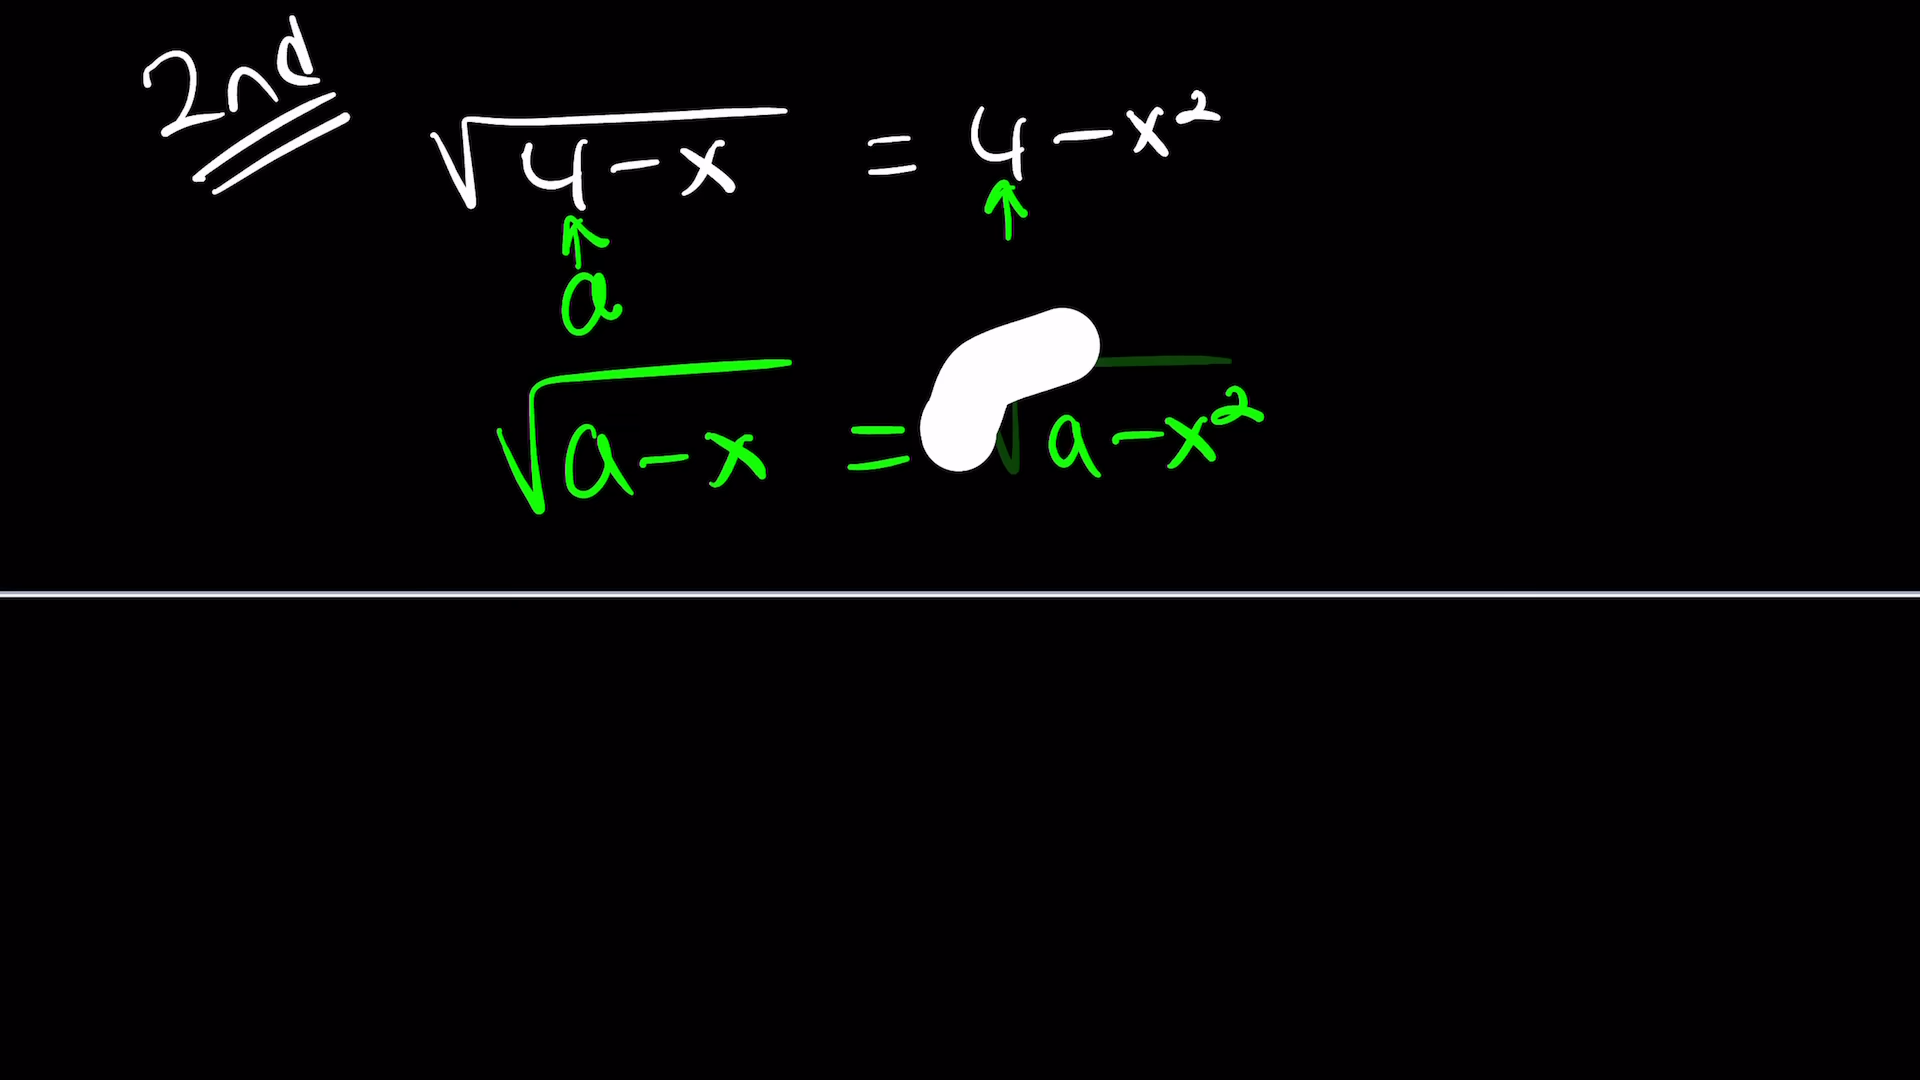 2nd
√4-x = 4-x²
↑ ↑
a
√a-x = a-x²